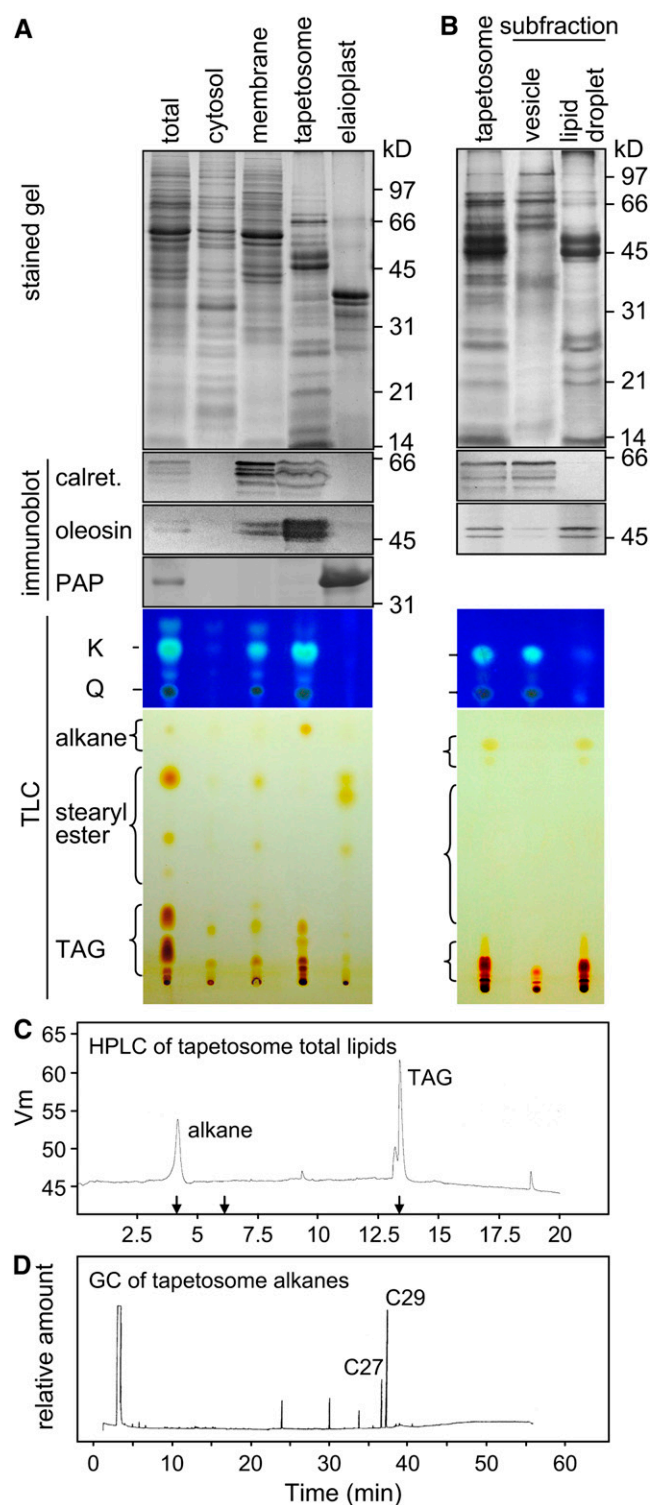 A
B
subfraction
total
cytosol
membrane
tapetosome
elaioplast
tapetosome
vesicle
lipid
droplet
kD
kD
stained gel
97
66
45
31
21
14
97
66
45
31
21
14
immunoblot
calret.
66
66
oleosin
45
45
PAP
31
TLC
K
Q
alkane
stearyl
ester
TAG
C
HPLC of tapetosome total lipids
Vm
65
60
55
50
45
alkane
TAG
2.5 5 7.5 10 12.5 15 17.5 20
D
GC of tapetosome alkanes
relative amount
C29
C27
0 10 20 30 40 50 60
Time (min)